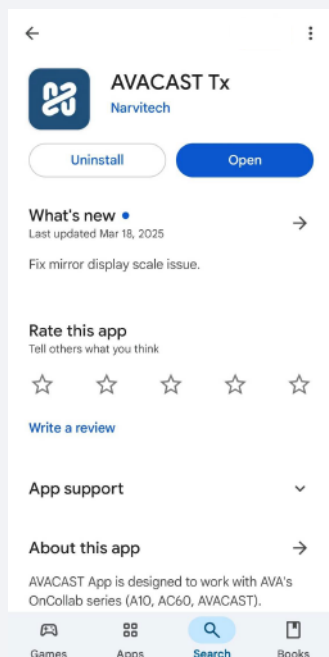 AVACAST Tx
Narvitech
Uninstall
Open
What's new
Last updated Mar 18, 2025
Fix mirror display scale issue.
Rate this app
Tell others what you think
Write a review
App support
About this app
AVACAST App is designed to work with AVA's
OnCollab series (A10, AC60, AVACAST).
Games
Apps
Search
Books